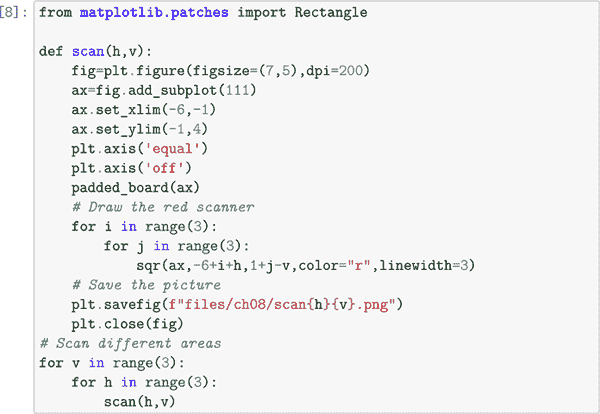 [8]: from matplotlib.patches import Rectangle

def scan(h,v):
    fig=plt.figure(figsize=(7,5),dpi=200)
    ax=fig.add_subplot(111)
    ax.set_xlim(-6,-1)
    ax.set_ylim(-1,4)
    plt.axis('equal')
    plt.axis('off')
    padded_board(ax)
    # Draw the red scanner
    for i in range(3):
        for j in range(3):
            sqr(ax,-6+i+h,1+j-v,color="r",linewidth=3)
    # Save the picture
    plt.savefig(f"files/ch08/scan{h}{v}.png")
    plt.close(fig)
# Scan different areas
for v in range(3):
    for h in range(3):
        scan(h,v)